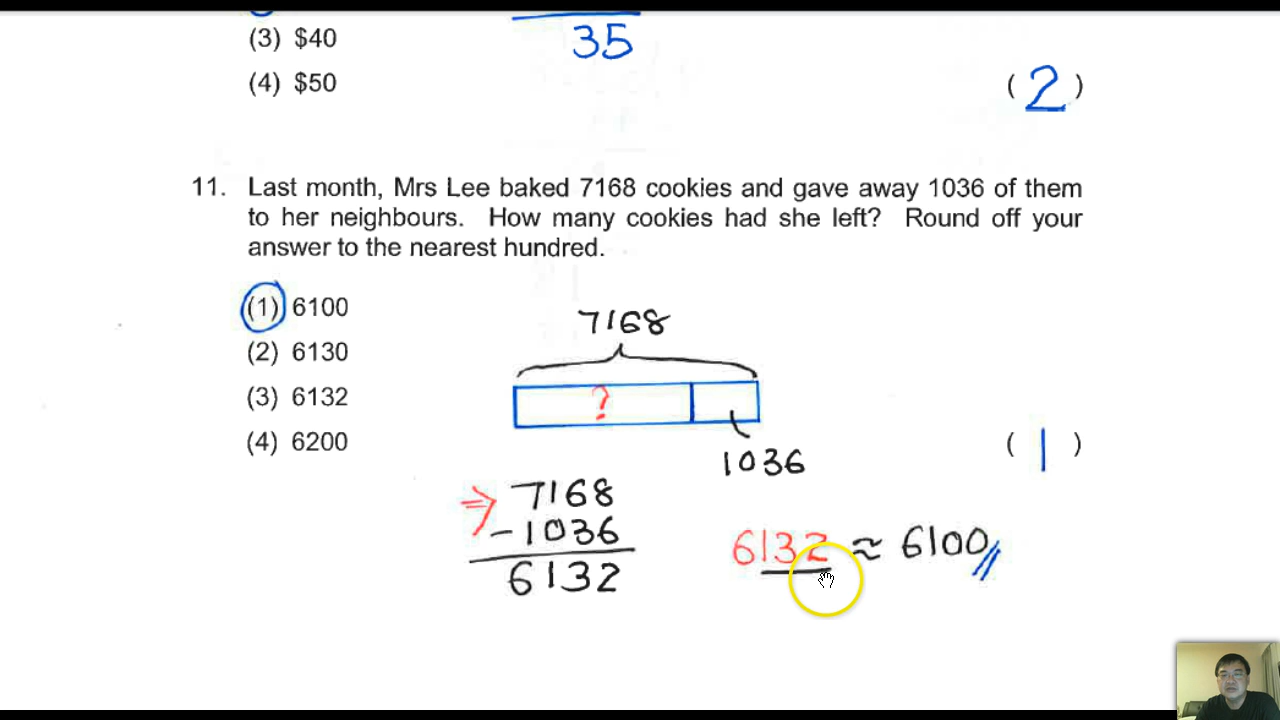 (3) $40
35
(4) $50
( 2 )
11. Last month, Mrs Lee baked 7168 cookies and gave away 1036 of them
to her neighbours. How many cookies had she left? Round off your
answer to the nearest hundred.
(1) 6100
7168
(2) 6130
(3) 6132
?
(4) 6200
( 1 )
1036
⇒ 7168
- 1036
6132
6132 ≈ 6100